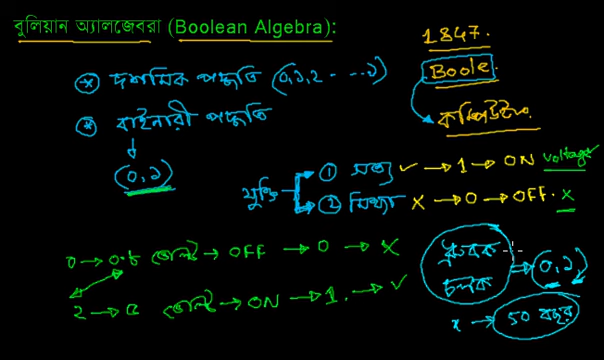 বুলিয়ান অ্যালজেবরা (Boolean Algebra):
1847.
Boole
* দশমিক পদ্ধতি (0,1,2 - ... 9)
* বাইনারী পদ্ধতি
কম্পিউটার
(0,1)
যুক্তি
① সত্য ✓ → 1 → ON voltage
② মিথ্যা X → 0 → OFF. X
0 → 0.8 ভোল্ট → OFF → 0 → X
2 → 5 ভোল্ট → ON → 1. → ✓
ধ্রুবক
চলক → (0,1)
x → 50 বছর